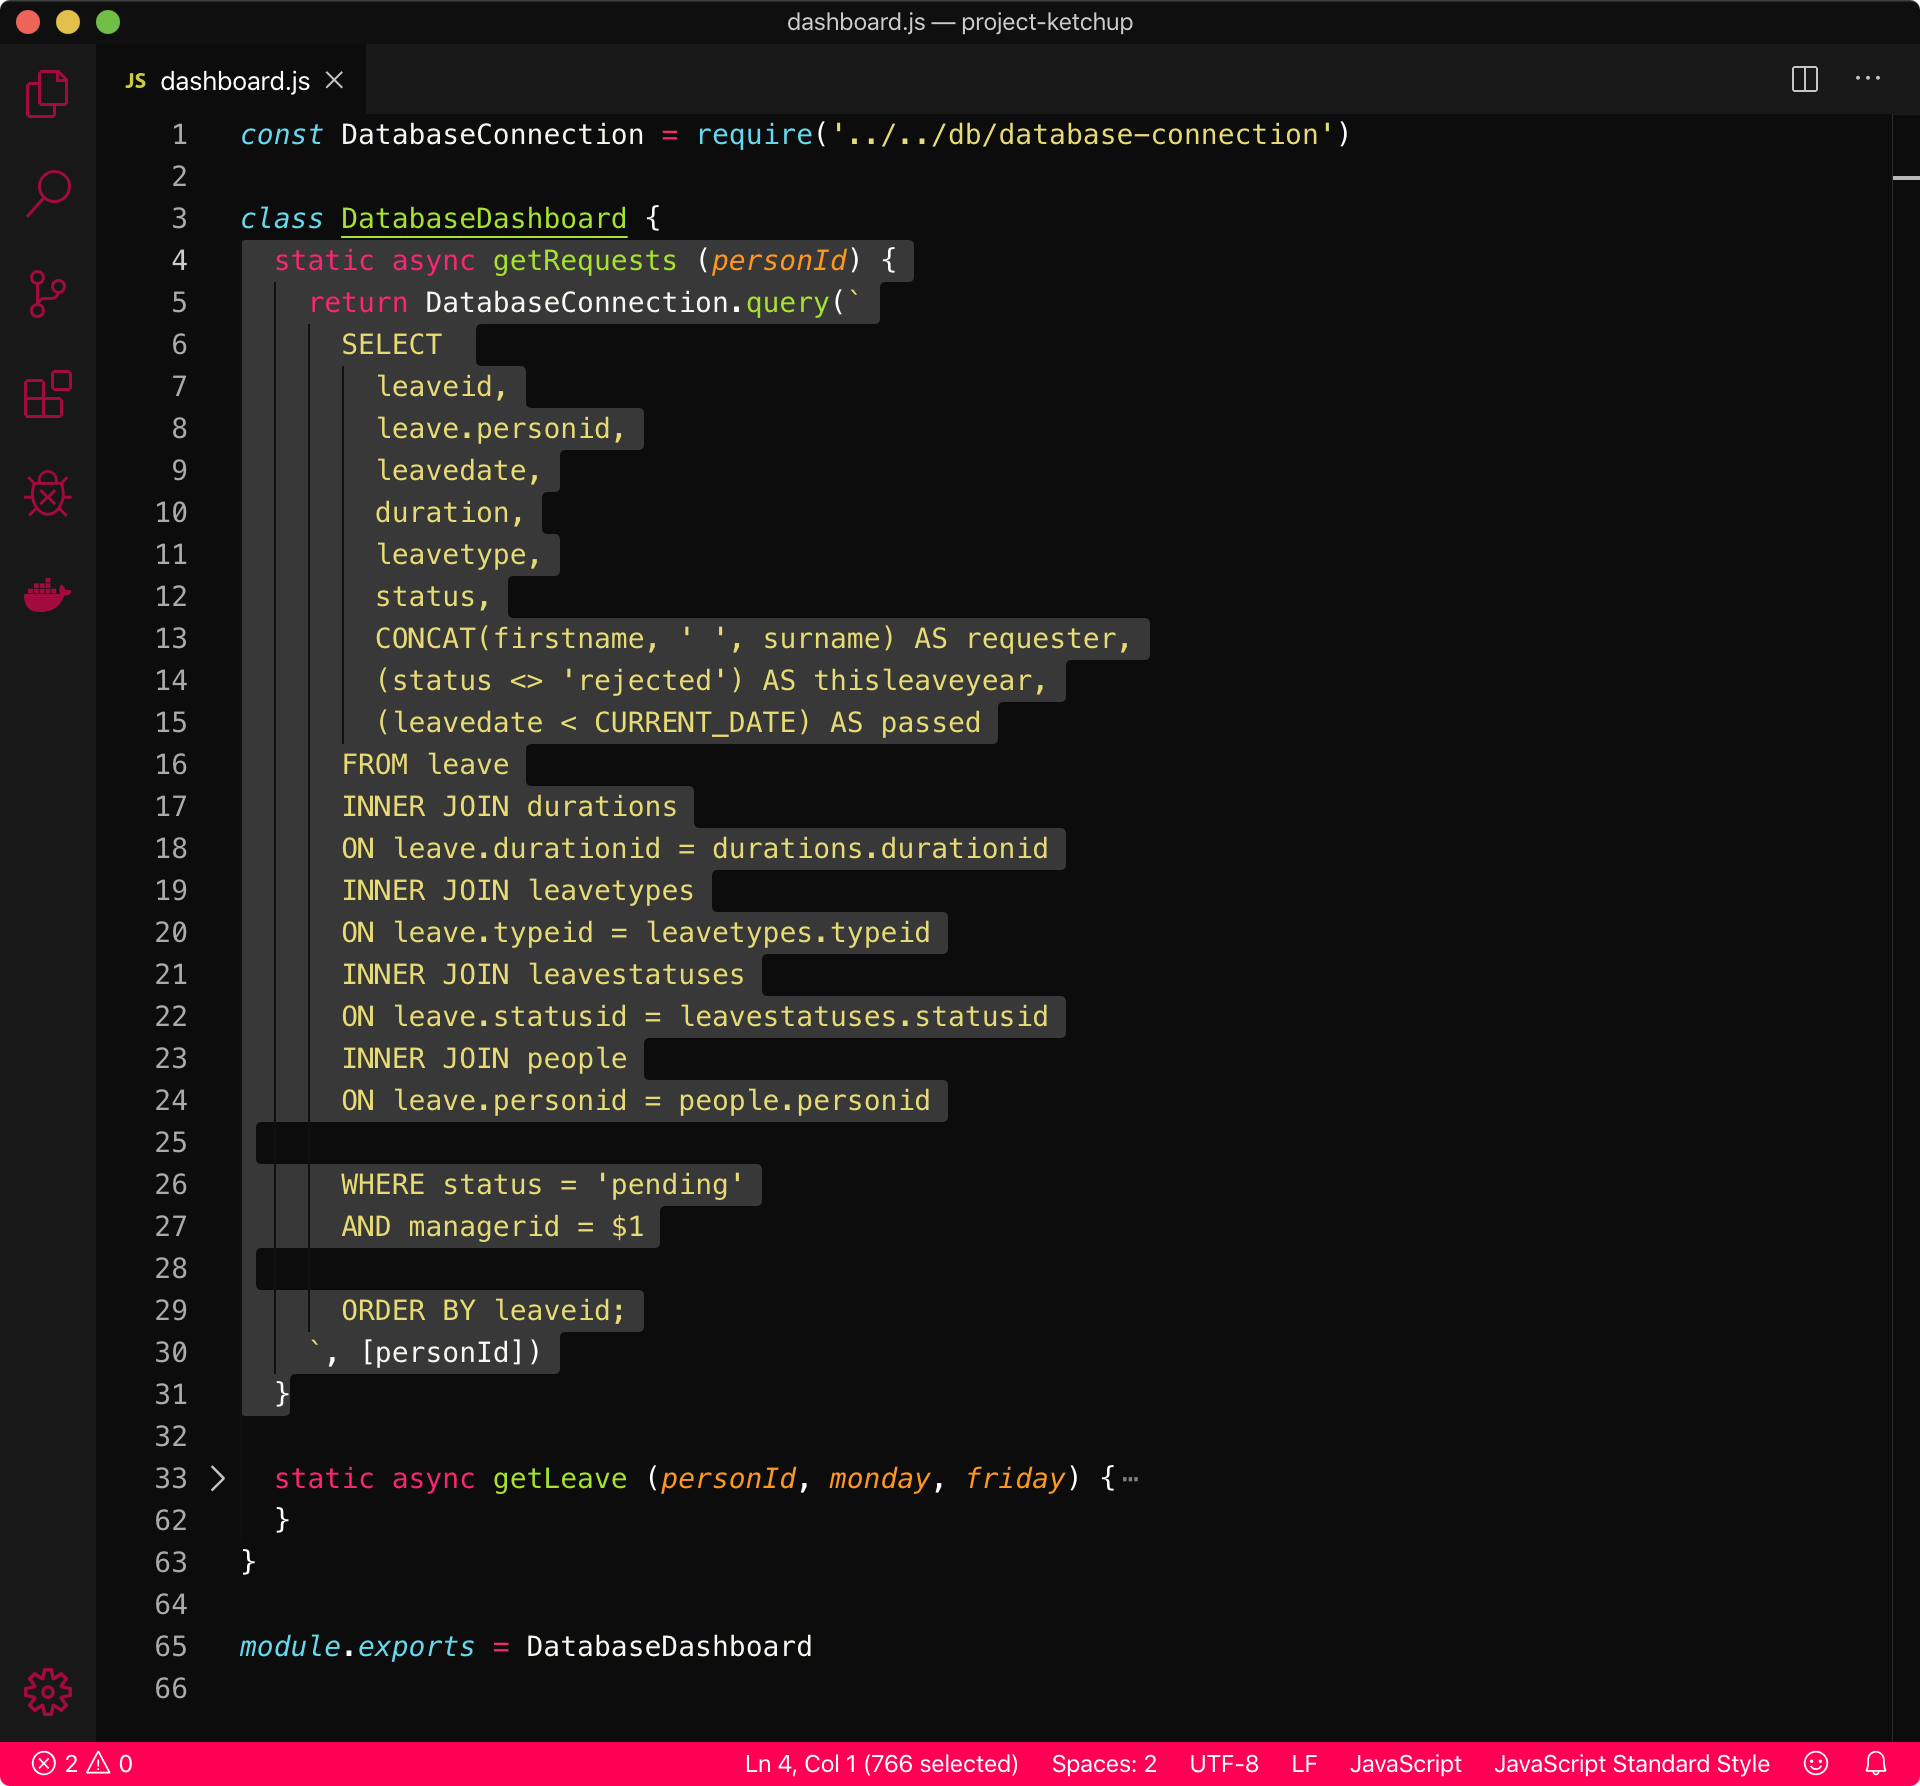 dashboard.js — project-ketchup
JS dashboard.js
1 const DatabaseConnection = require('../../db/database-connection')
2
3 class DatabaseDashboard {
4 static async getRequests (personId) {
5 return DatabaseConnection.query(`
6 SELECT
7 leaveid,
8 leave.personid,
9 leavedate,
10 duration,
11 leavetype,
12 status,
13 CONCAT(firstname, ' ', surname) AS requester,
14 (status <> 'rejected') AS thisleaveyear,
15 (leavedate < CURRENT_DATE) AS passed
16 FROM leave
17 INNER JOIN durations
18 ON leave.durationid = durations.durationid
19 INNER JOIN leavetypes
20 ON leave.typeid = leavetypes.typeid
21 INNER JOIN leavestatuses
22 ON leave.statusid = leavestatuses.statusid
23 INNER JOIN people
24 ON leave.personid = people.personid
25
26 WHERE status = 'pending'
27 AND managerid = $1
28
29 ORDER BY leaveid;
30 `, [personId])
31 }
32
33 static async getLeave (personId, monday, friday) {…
62 }
63 }
64
65 module.exports = DatabaseDashboard
66
2 0 Ln 4, Col 1 (766 selected) Spaces: 2 UTF-8 LF JavaScript JavaScript Standard Style